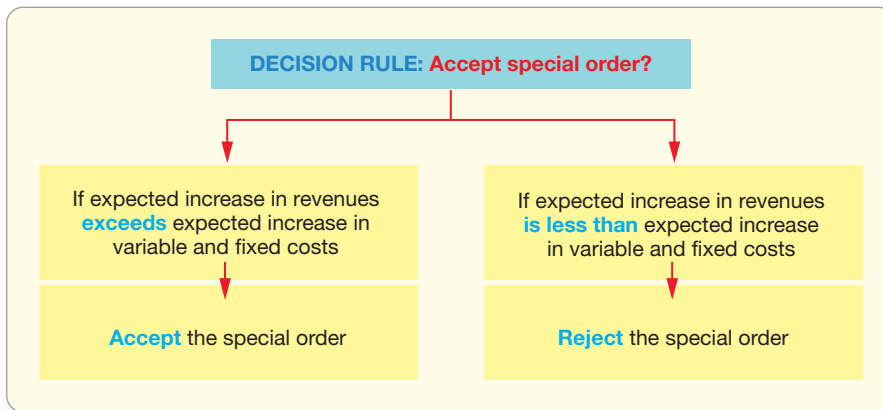 DECISION RULE: Accept special order?
If expected increase in revenues
exceeds expected increase in
variable and fixed costs
Accept the special order
If expected increase in revenues
is less than expected increase
in variable and fixed costs
Reject the special order